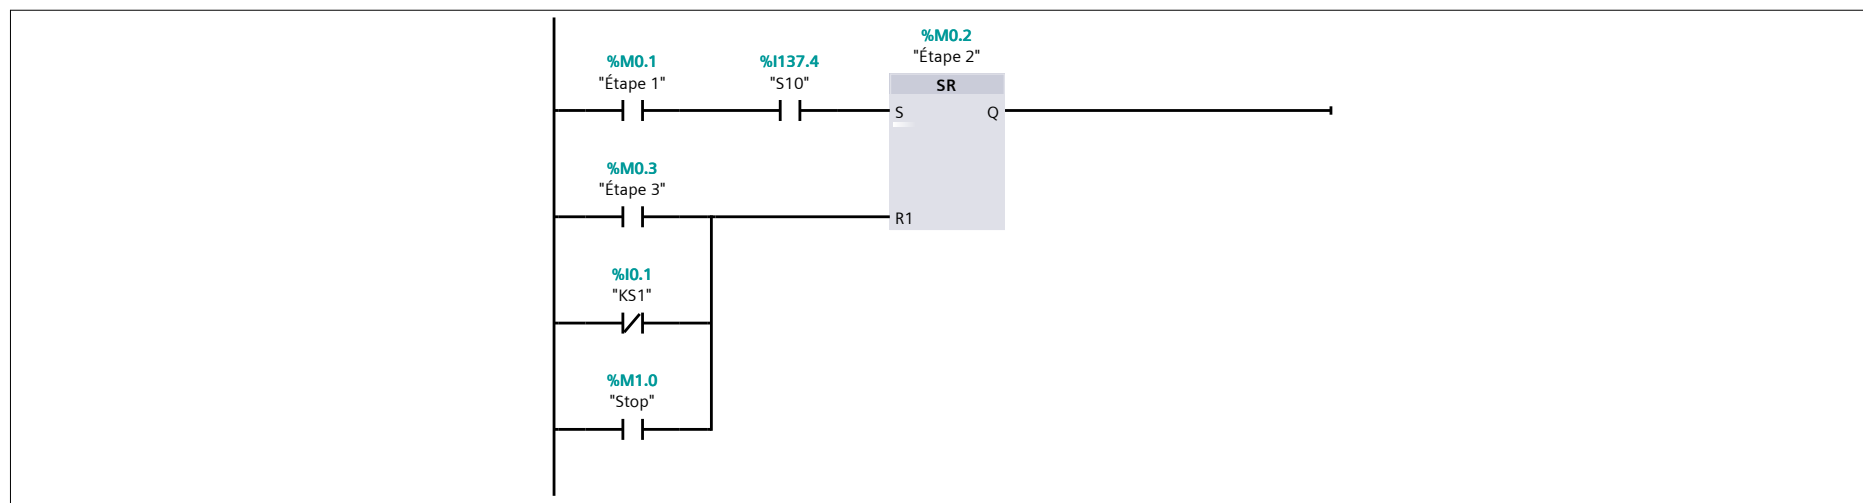 %M0.2
"Étape 2"
%M0.1
"Étape 1"
%I137.4
"S10"
SR
S
Q
%M0.3
"Étape 3"
R1
%I0.1
"KS1"
%M1.0
"Stop"